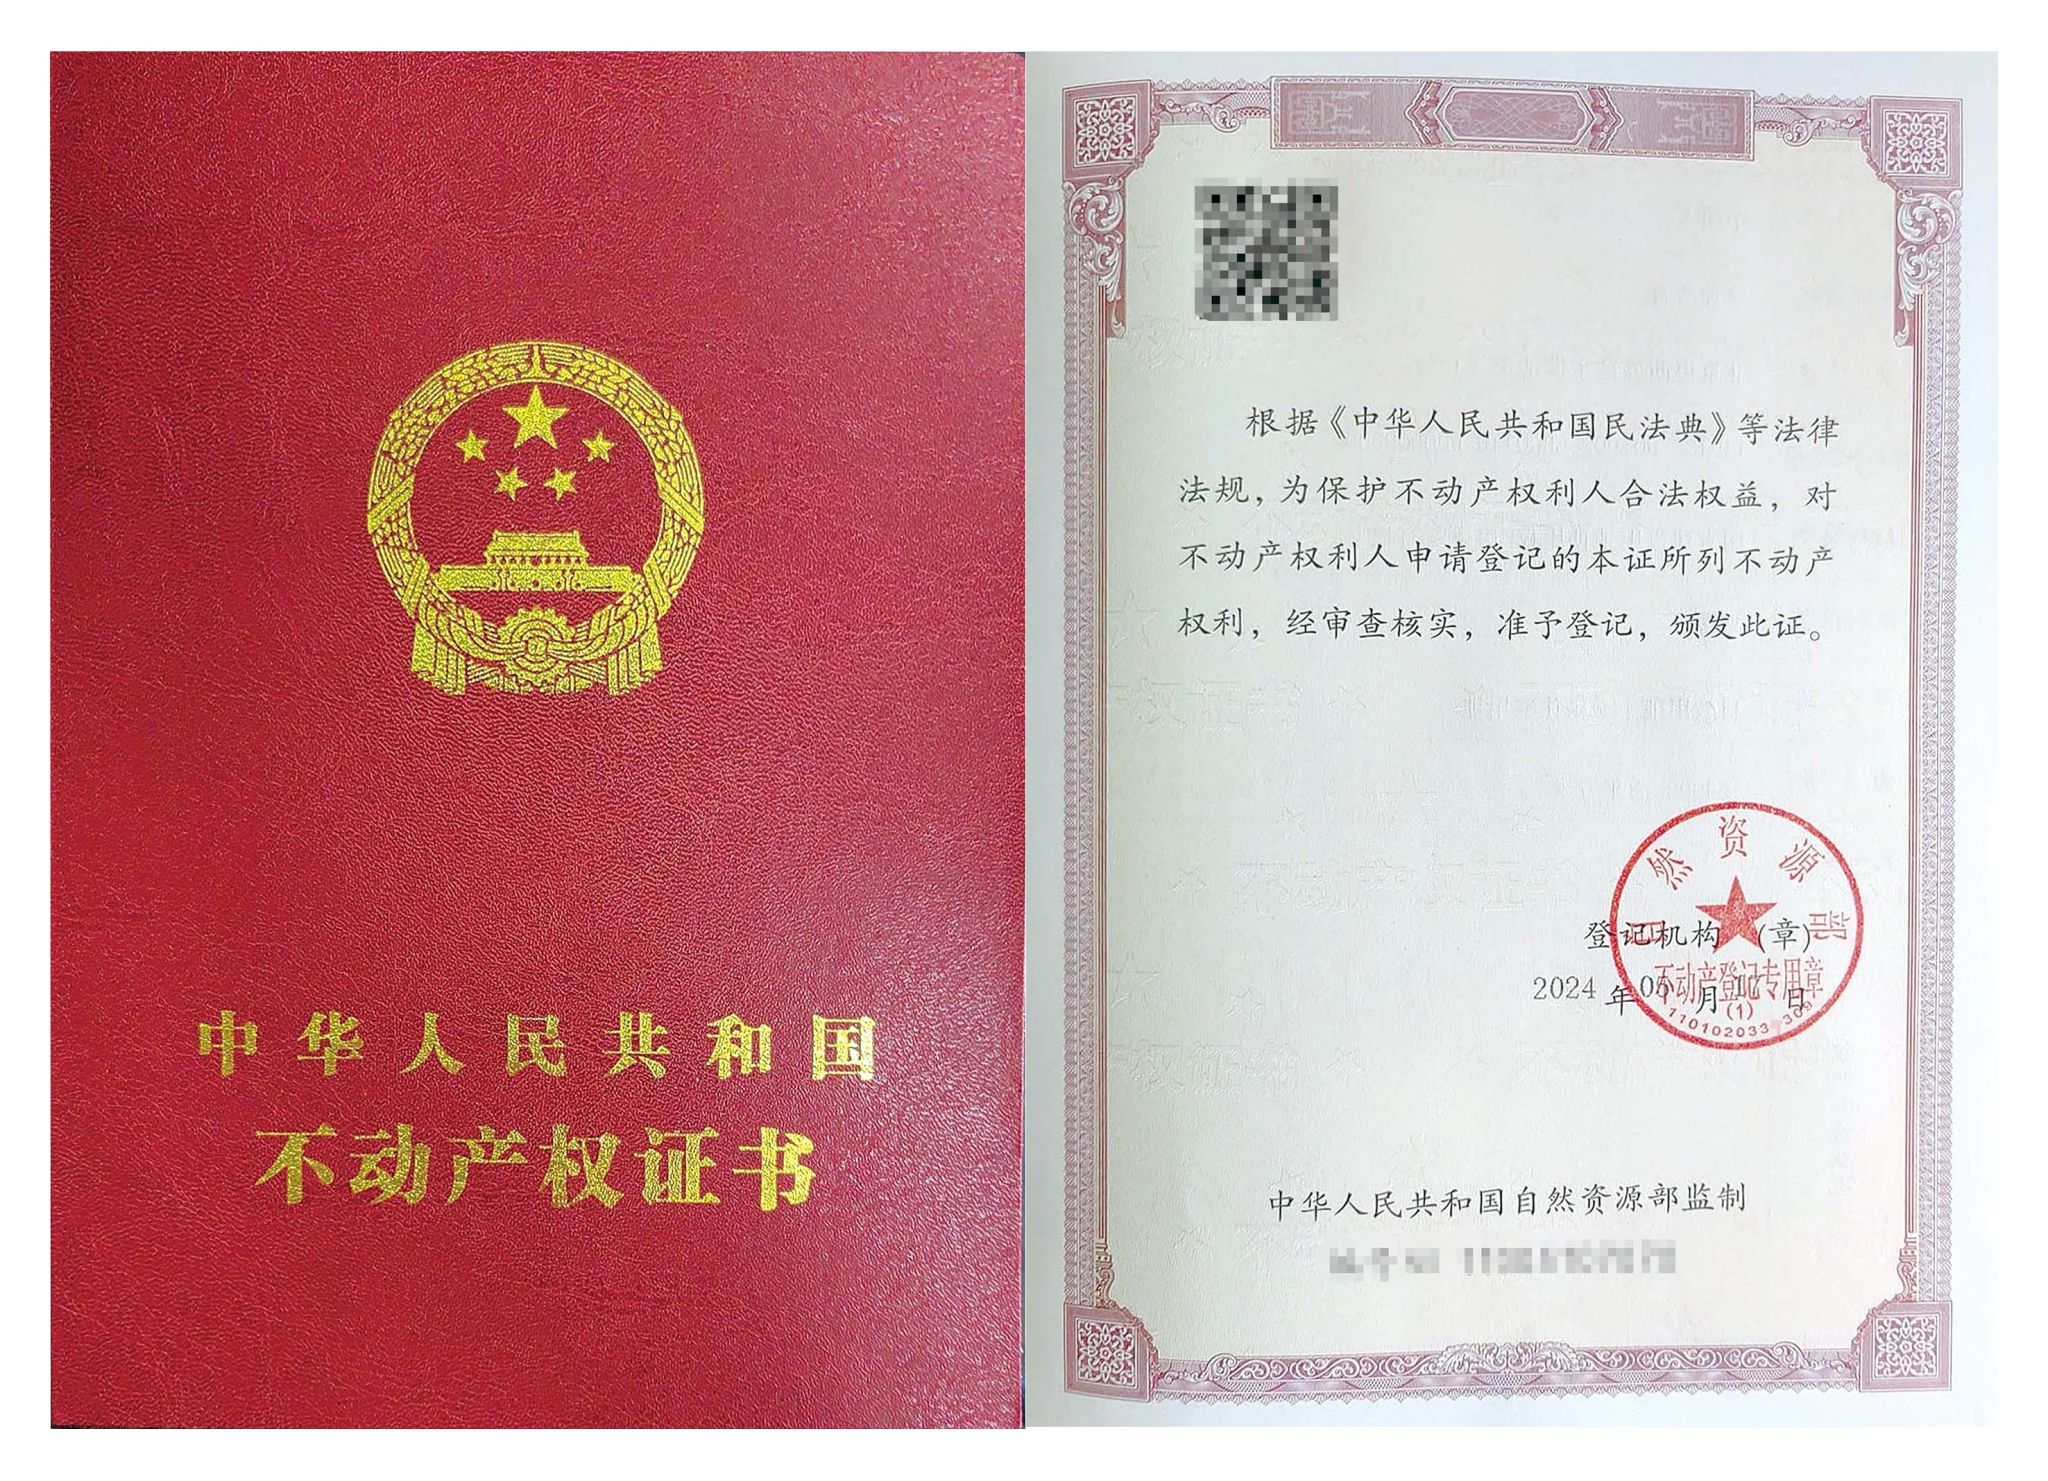 中华人民共和国
不动产权证书
根据《中华人民共和国民法典》等法律
法规，为保护不动产权利人合法权益，对
不动产权利人申请登记的本证所列不动产
权利，经审查核实，准予登记，颁发此证。
自然资源部
登记机构 (章)
2024 年 05 月 17 日
不动产登记专用章
(1)
中华人民共和国自然资源部监制